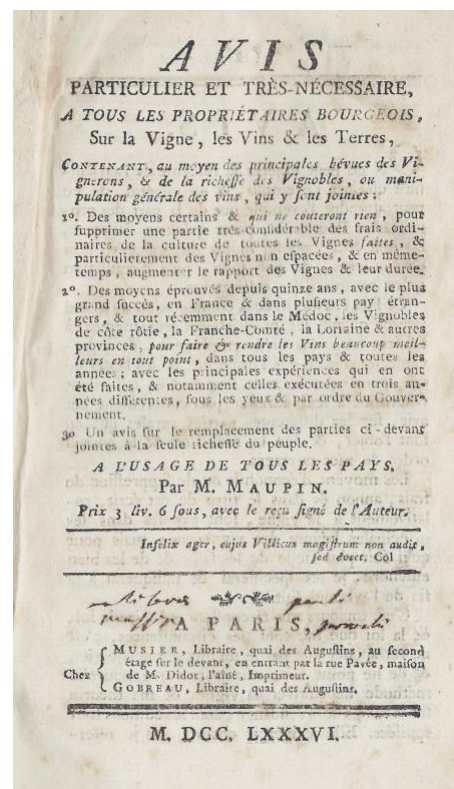 AVIS
PARTICULIER ET TRÈS-NÉCESSAIRE,
A TOUS LES PROPRIÉTAIRES BOURGEOIS,
Sur la Vigne, les Vins & les Terres,
CONTENANT, au moyen des principales bévues des Vi-
gnerons, & de la richesse des Vignobles, ou mani-
pulation générale des vins, qui y sont jointes :
1o. Des moyens certains & qui ne couteront rien, pour
supprimer une partie très-considérable des frais ordi-
naires de la culture de toutes les Vignes faites, &
particulierement des Vignes non espacées, & en même-
temps, augmenter le rapport des Vignes & leur durée.
2o. Des moyens éprouvés depuis quinze ans, avec le plus
grand succès, en France & dans plusieurs pays étran-
gers, & tout récemment dans le Médoc, les Vignobles
de côte rôtie, la Franche-Comté, la Lorraine & autres
provinces, pour faire & rendre les Vins beaucoup meil-
leurs en tout point, dans tous les pays & toutes les
années ; avec les principales expériences qui en ont
été faites, & notamment celles exécutées en trois an-
nées différentes, sous les yeux & par ordre du Gouver-
nement.
3o Un avis sur le remplacement des parties ci-devant
jointes à la seule richesse du peuple.
A L'USAGE DE TOUS LES PAYS.
Par M. MAUPIN.
Prix 3 liv. 6 sous, avec le reçu signé de l'Auteur.
Infelix ager, cujus Villicus magistrum non audit,
sed docet. Col
A PARIS,
Chez
MUSIER, Libraire, quai des Augustins, au second
étage sur le devant, en entrant par la rue Pavée, maison
de M. Didot, l'aîné, Imprimeur.
GOBREAU, Libraire, quai des Augustins.
M. DCC. LXXXVI.